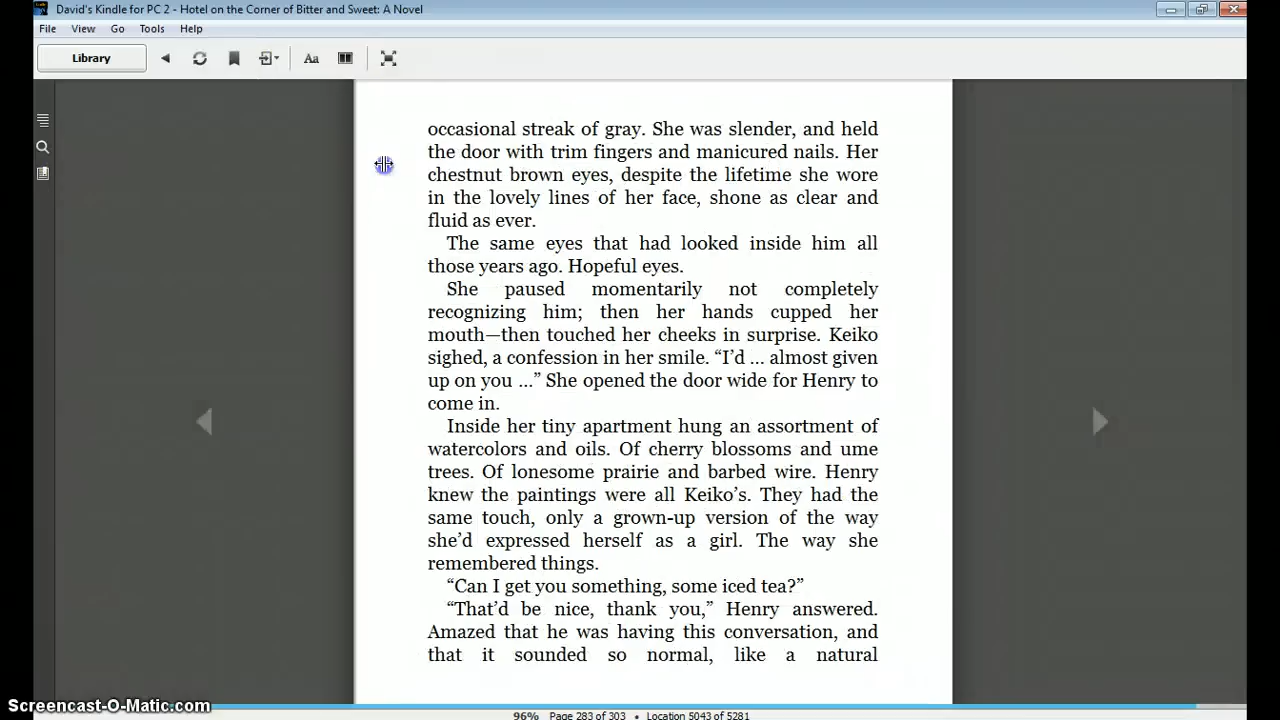 David's Kindle for PC 2 - Hotel on the Corner of Bitter and Sweet: A Novel
File View Go Tools Help
Library Aa
occasional streak of gray. She was slender, and held
the door with trim fingers and manicured nails. Her
chestnut brown eyes, despite the lifetime she wore
in the lovely lines of her face, shone as clear and
fluid as ever.
The same eyes that had looked inside him all
those years ago. Hopeful eyes.
She paused momentarily not completely
recognizing him; then her hands cupped her
mouth—then touched her cheeks in surprise. Keiko
sighed, a confession in her smile. “I’d ... almost given
up on you ...” She opened the door wide for Henry to
come in.
Inside her tiny apartment hung an assortment of
watercolors and oils. Of cherry blossoms and ume
trees. Of lonesome prairie and barbed wire. Henry
knew the paintings were all Keiko’s. They had the
same touch, only a grown-up version of the way
she’d expressed herself as a girl. The way she
remembered things.
“Can I get you something, some iced tea?”
“That’d be nice, thank you,” Henry answered.
Amazed that he was having this conversation, and
that it sounded so normal, like a natural
Screencast-O-Matic.com
96% Page 283 of 303 • Location 5043 of 5281